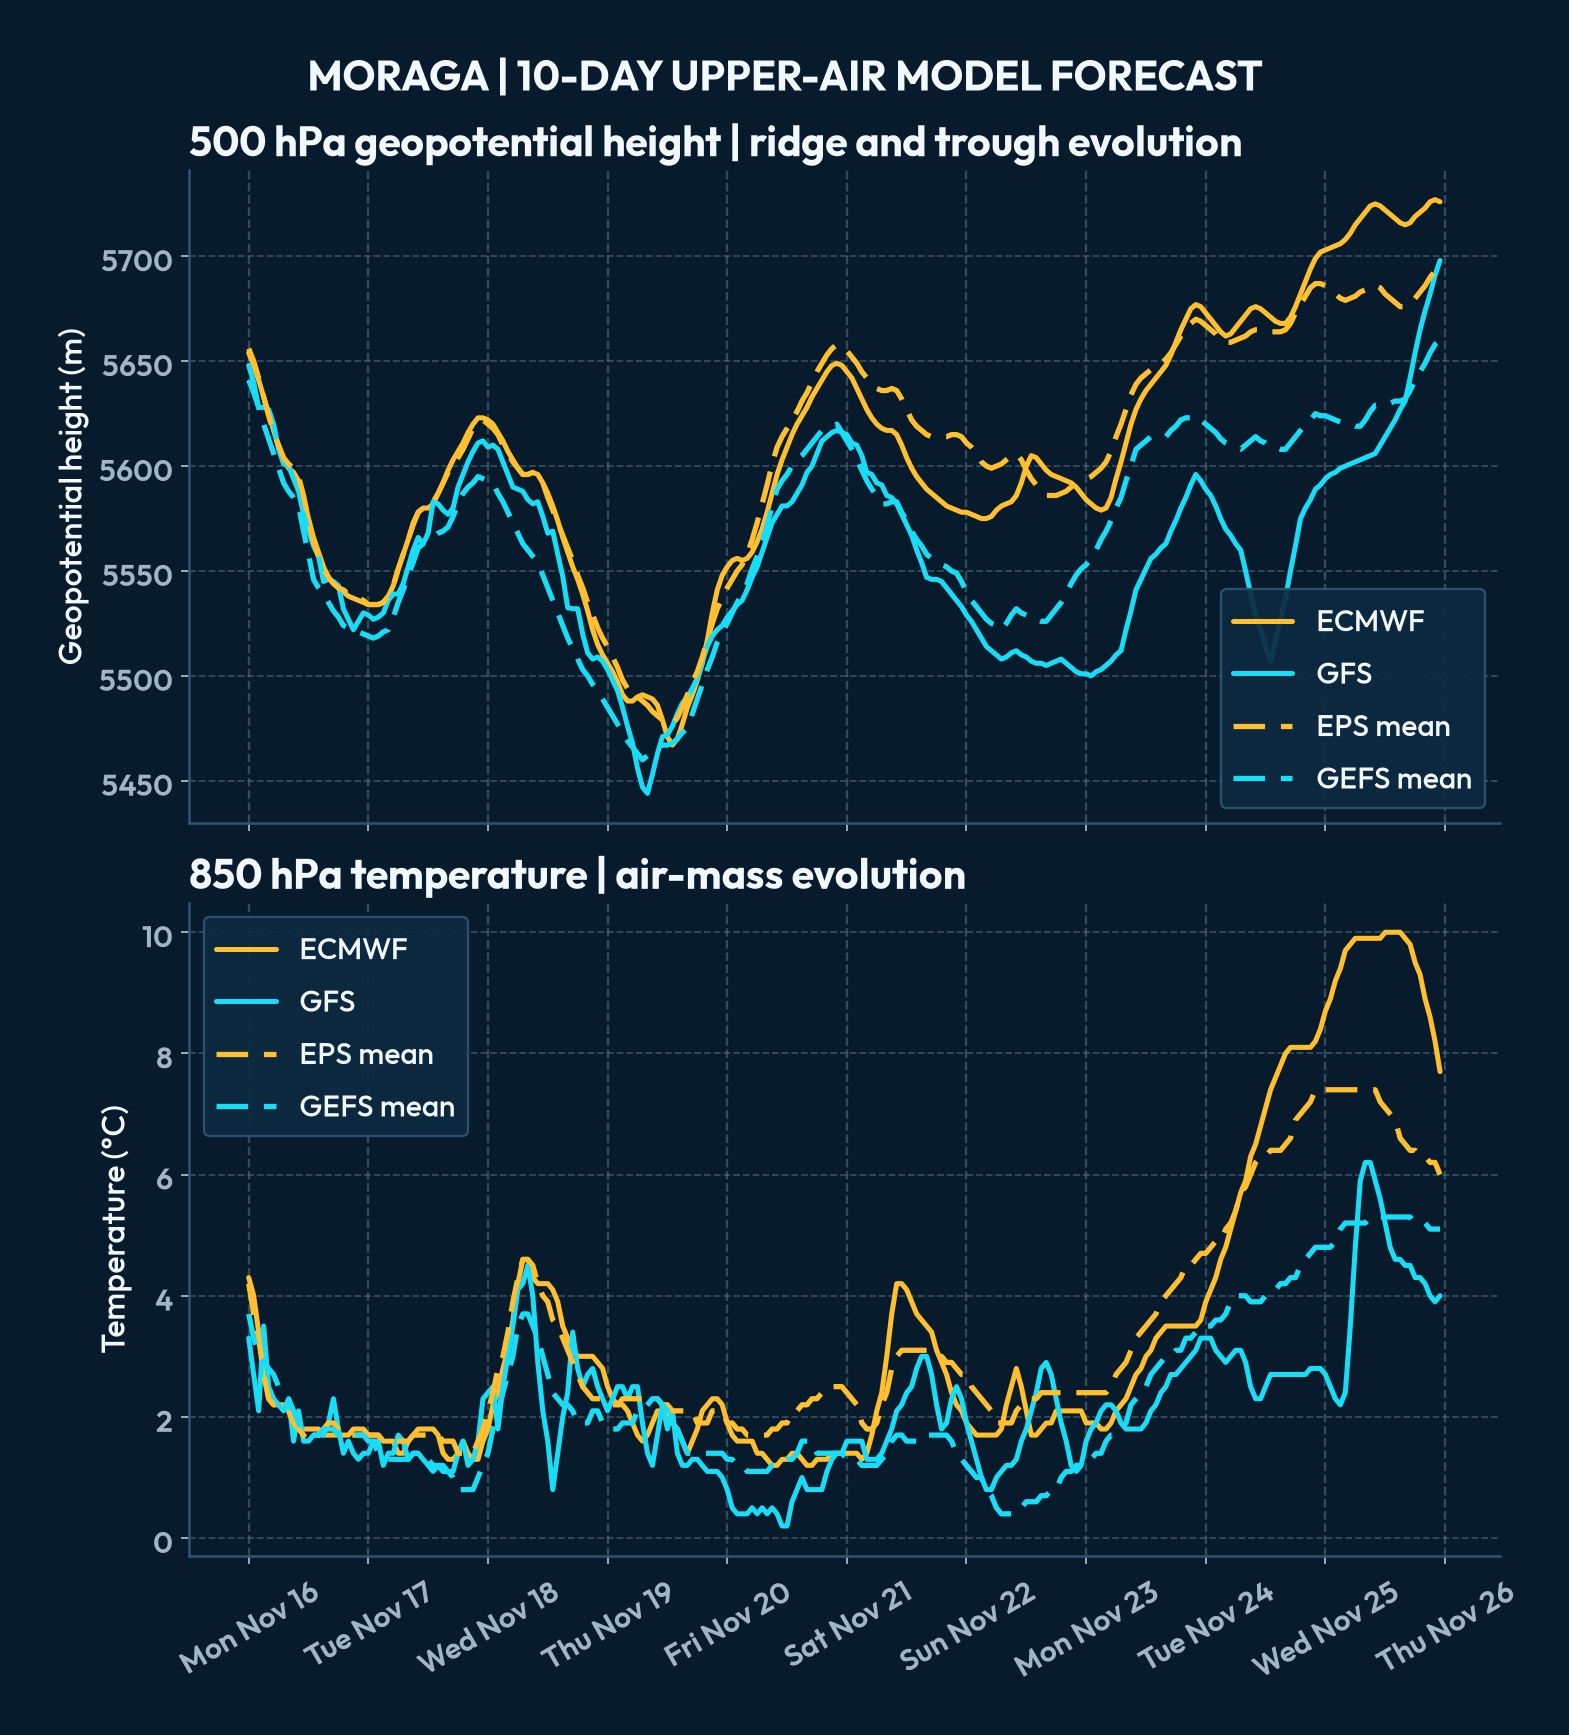 MORAGA | 10-DAY UPPER-AIR MODEL FORECAST
500 hPa geopotential height | ridge and trough evolution
Geopotential height (m)
5700
5650
5600
5550
5500
5450
ECMWF
GFS
EPS mean
GEFS mean
850 hPa temperature | air-mass evolution
Temperature (°C)
10
8
6
4
2
0
ECMWF
GFS
EPS mean
GEFS mean
Mon Nov 16
Tue Nov 17
Wed Nov 18
Thu Nov 19
Fri Nov 20
Sat Nov 21
Sun Nov 22
Mon Nov 23
Tue Nov 24
Wed Nov 25
Thu Nov 26